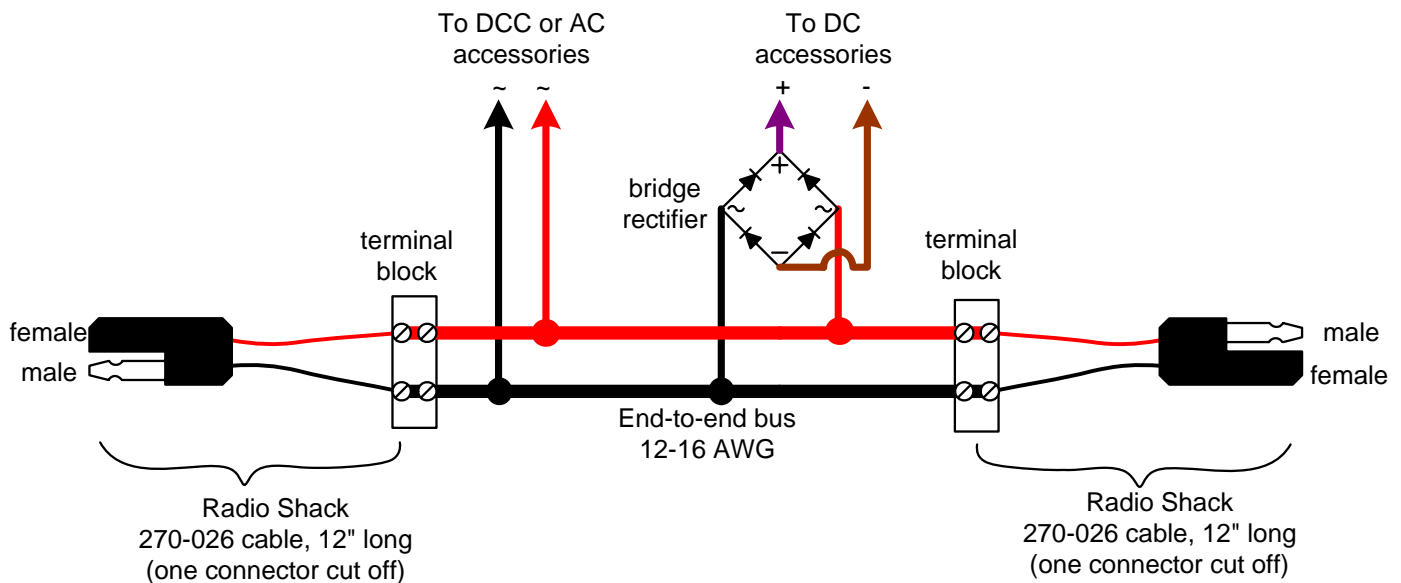 To DCC or AC
accessories
~ ~
To DC
accessories
+ -
bridge
rectifier
+
~ ~
−
terminal
block
terminal
block
female
male
male
female
End-to-end bus
12-16 AWG
Radio Shack
270-026 cable, 12" long
(one connector cut off)
Radio Shack
270-026 cable, 12" long
(one connector cut off)